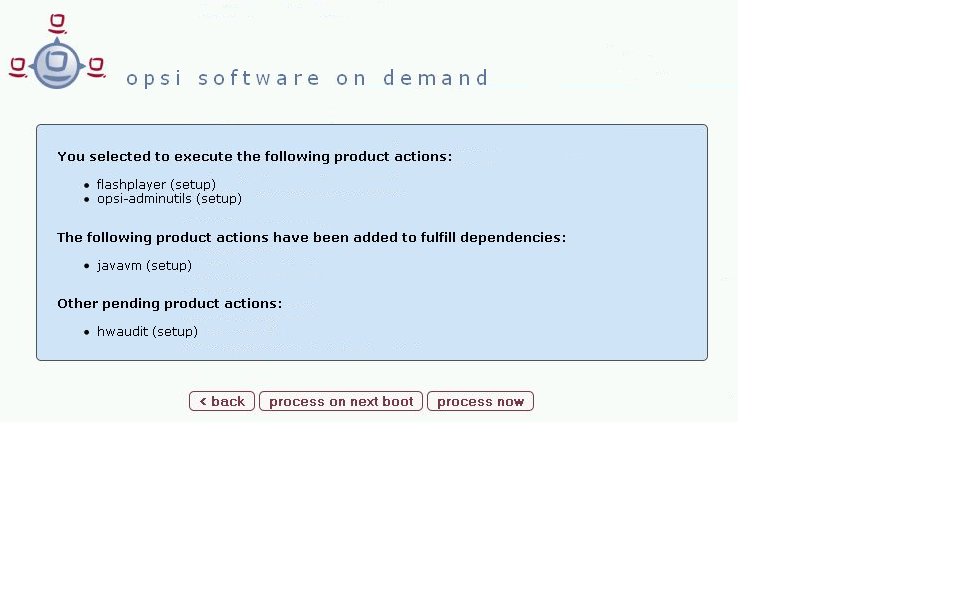 opsi software on demand
You selected to execute the following product actions:
• flashplayer (setup)
• opsi-adminutils (setup)
The following product actions have been added to fulfill dependencies:
• javavm (setup)
Other pending product actions:
• hwaudit (setup)
< back process on next boot process now